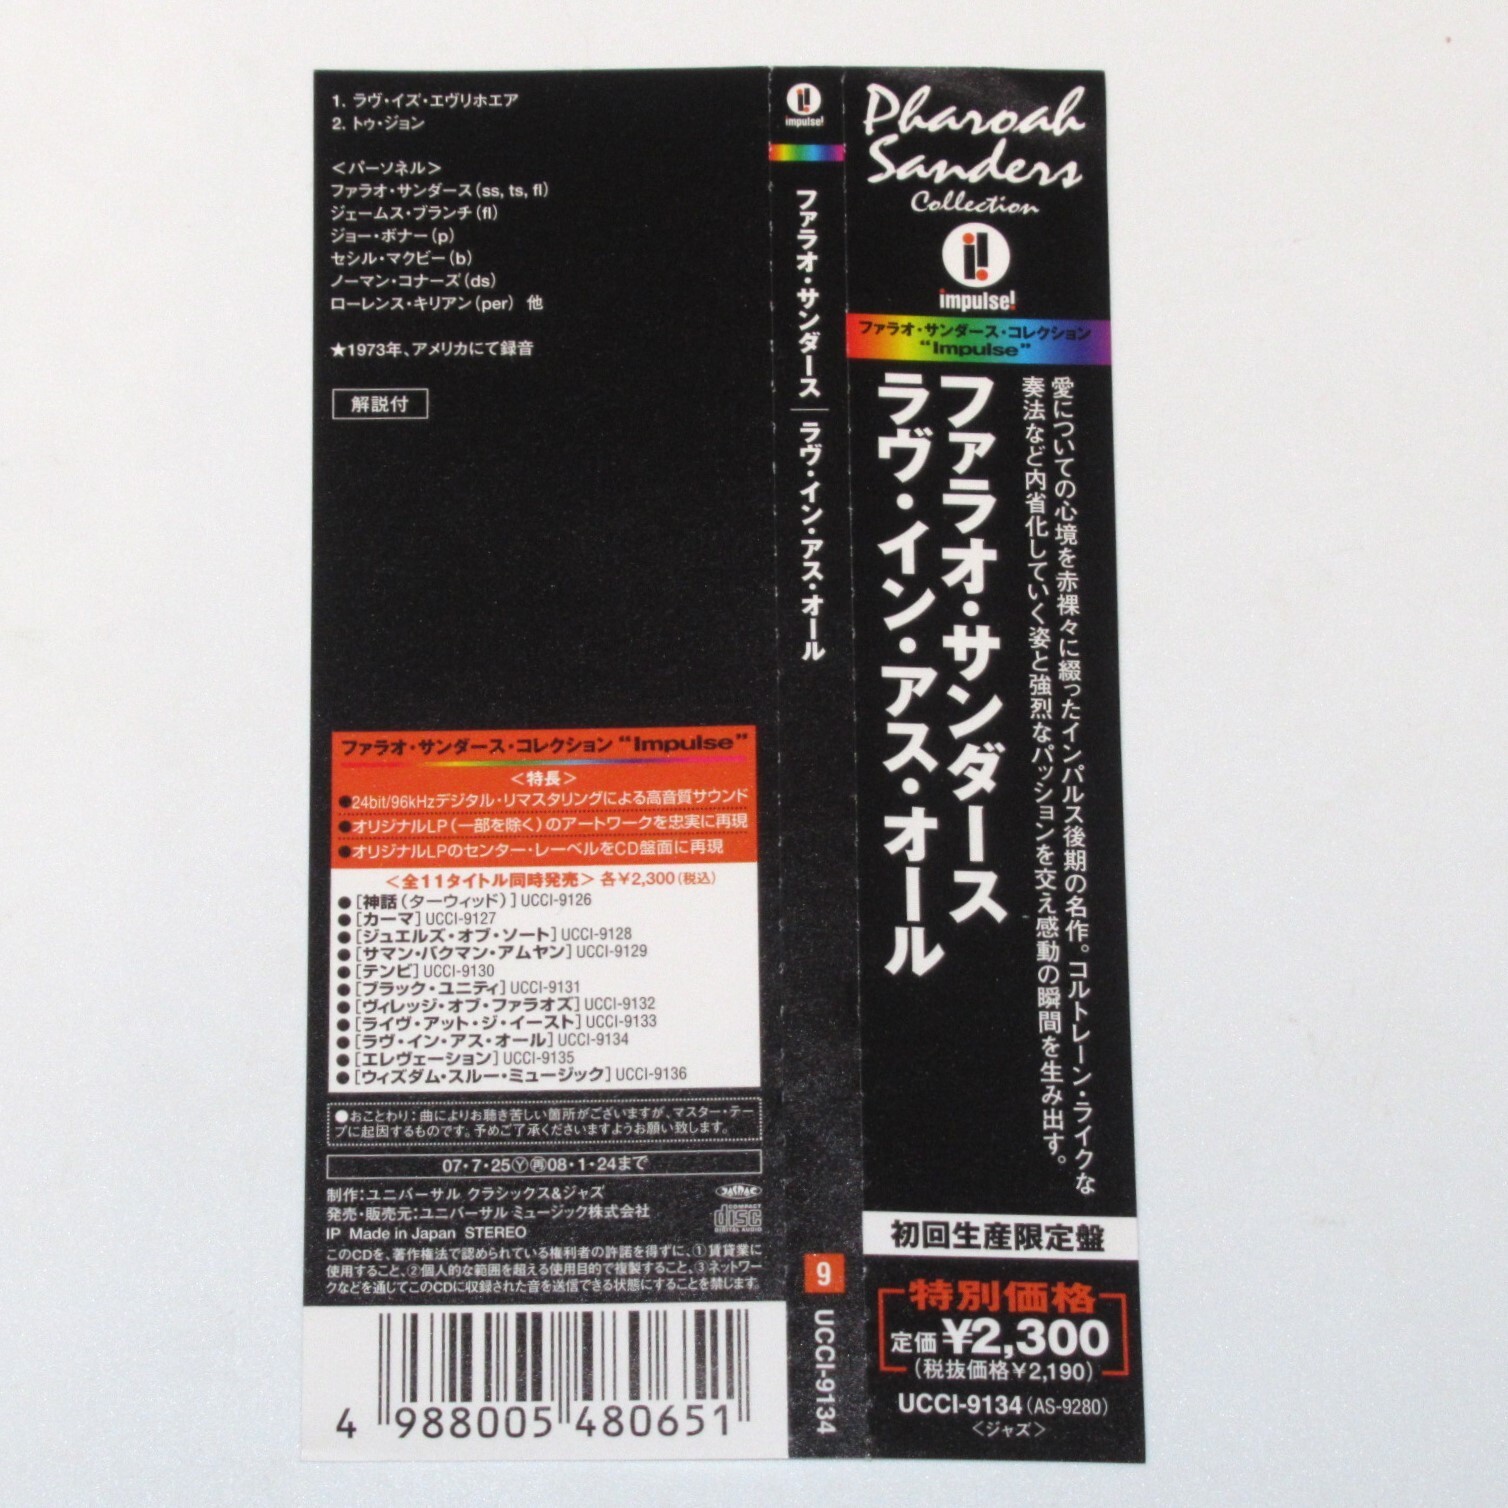 1. ラヴ・イズ・エヴリホエア
2. トゥ・ジョン
＜パーソネル＞
ファラオ・サンダース(ss, ts, fl)
ジェームス・ブランチ(fl)
ジョー・ボナー(p)
セシル・マクビー(b)
ノーマン・コナーズ(ds)
ローレンス・キリアン(per) 他
★1973年、アメリカにて録音
解説付
ファラオ・サンダース・コレクション“Impulse”
＜特長＞
●24bit/96kHzデジタル・リマスタリングによる高音質サウンド
●オリジナルLP(一部を除く)のアートワークを忠実に再現
●オリジナルLPのセンター・レーベルをCD盤面に再現
＜全11タイトル同時発売＞各¥2,300(税込)
●[神話(ターウィッド)]UCCI-9126
●[カーマ]UCCI-9127
●[ジュエルズ・オブ・ソート]UCCI-9128
●[サマン・バクマン・アムヤン]UCCI-9129
●[テンビ]UCCI-9130
●[ブラック・ユニティ]UCCI-9131
●[ヴィレッジ・オブ・ファラオズ]UCCI-9132
●[ライヴ・アット・ジ・イースト]UCCI-9133
●[ラヴ・イン・アス・オール]UCCI-9134
●[エレヴェーション]UCCI-9135
●[ウィズダム・スルー・ミュージック]UCCI-9136
●おことわり：曲によりお聴き苦しい箇所がございますが、マスター・テー
プに起因するものです。予めご了承くださいますようお願い致します。
07・7・25Ⓨ再08・1・24まで
制作：ユニバーサル クラシックス&ジャズ
発売・販売元：ユニバーサル ミュージック株式会社
IP Made in Japan STEREO
COMPACT
disc
DIGITAL AUDIO
このCDを、著作権法で認められている権利者の許諾を得ずに、①賃貸業に
使用すること、②個人的な範囲を超える使用目的で複製すること、③ネットワー
クなどを通してこのCDに収録された音を送信できる状態にすることを禁じます。
4 988005 480651
impulse!
ファラオ・サンダース｜ラヴ・イン・アス・オール
9
UCCI-9134
Pharoah
Sanders
Collection
impulse!
ファラオ・サンダース・コレクション
“Impulse”
愛についての心境を赤裸々に綴ったインパルス後期の名作。コルトレーン・ライクな
奏法など内省化していく姿と強烈なパッションを交え感動の瞬間を生み出す。
ファラオ・サンダース
ラヴ・イン・アス・オール
初回生産限定盤
特別価格
定価¥2,300
(税抜価格¥2,190)
UCCI-9134(AS-9280)
＜ジャズ＞